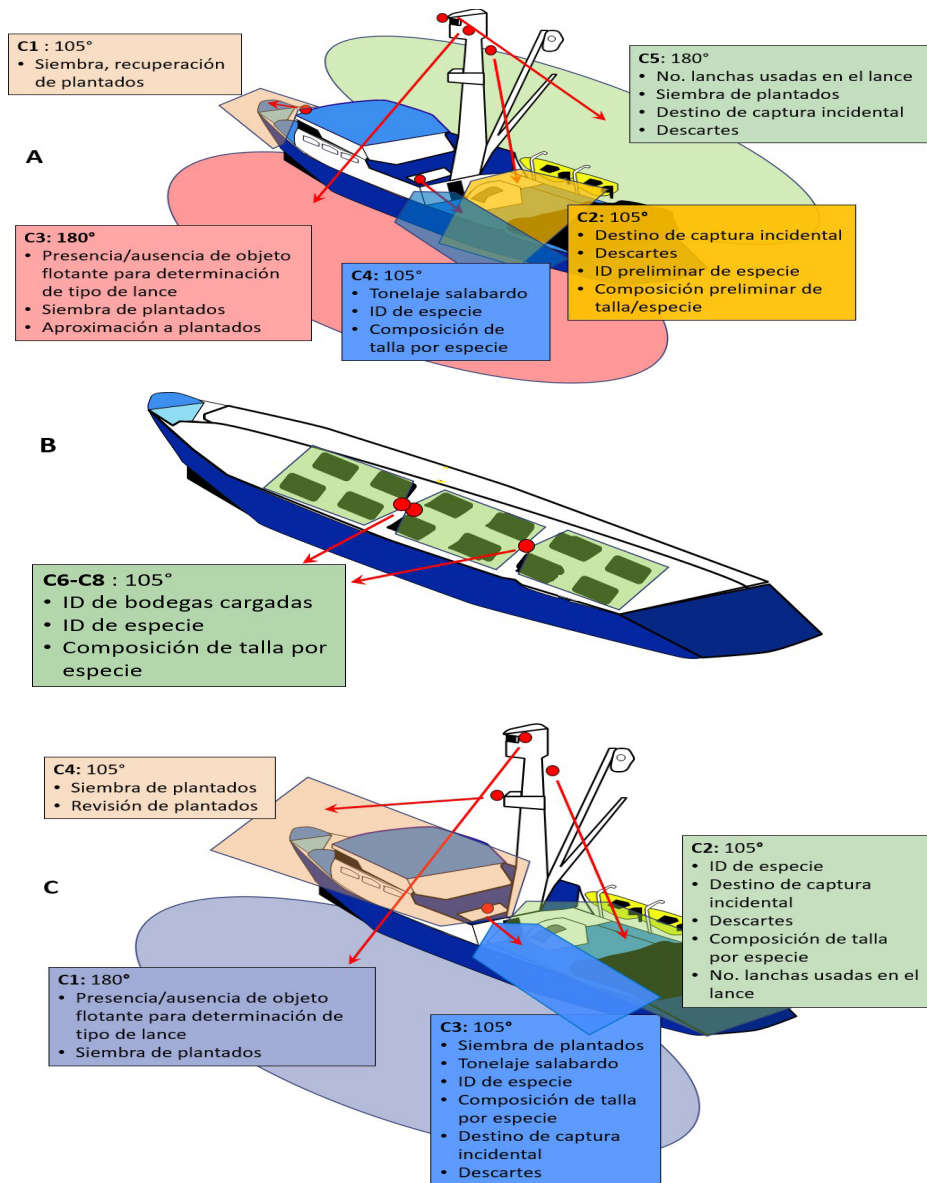 C1 : 105°
• Siembra, recuperación
de plantados
C5: 180°
• No. lanchas usadas en el lance
• Siembra de plantados
• Destino de captura incidental
• Descartes
A
C3: 180°
• Presencia/ausencia de objeto
flotante para determinación
de tipo de lance
• Siembra de plantados
• Aproximación a plantados
C4: 105°
• Tonelaje salabardo
• ID de especie
• Composición de
talla por especie
C2: 105°
• Destino de captura incidental
• Descartes
• ID preliminar de especie
• Composición preliminar de
talla/especie
B
C6-C8 : 105°
• ID de bodegas cargadas
• ID de especie
• Composición de talla por
especie
C4: 105°
• Siembra de plantados
• Revisión de plantados
C
C2: 105°
• ID de especie
• Destino de captura
incidental
• Descartes
• Composición de talla
por especie
• No. lanchas usadas en el
lance
C1: 180°
• Presencia/ausencia de objeto
flotante para determinación de
tipo de lance
• Siembra de plantados
C3: 105°
• Siembra de plantados
• Tonelaje salabardo
• ID de especie
• Composición de talla
por especie
• Destino de captura
incidental
• Descartes